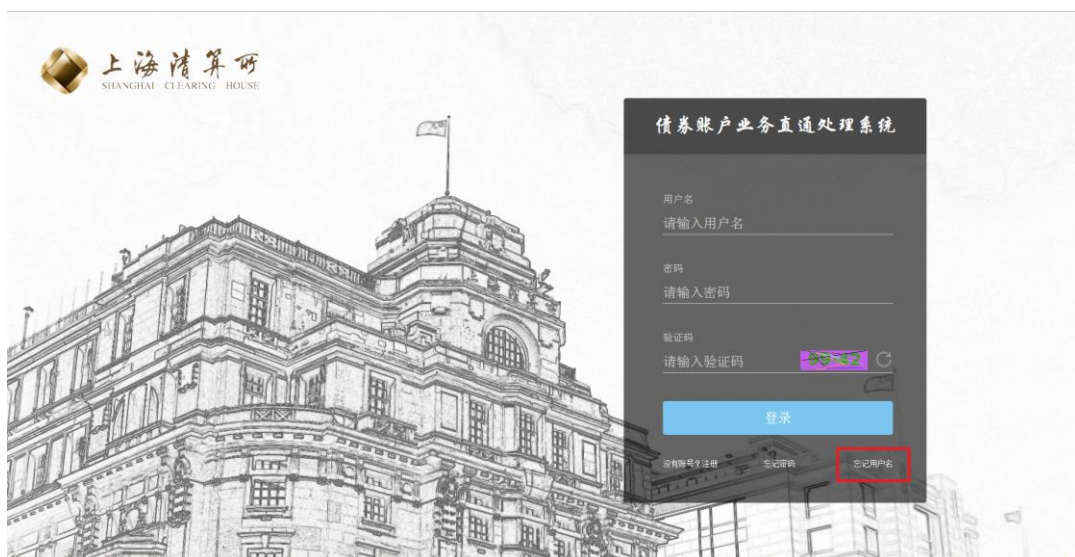 上海清算所
SHANGHAI CLEARING HOUSE
债券账户业务直通处理系统
用户名
请输入用户名
密码
请输入密码
验证码
请输入验证码
登录
没有账号？注册 忘记密码 忘记用户名